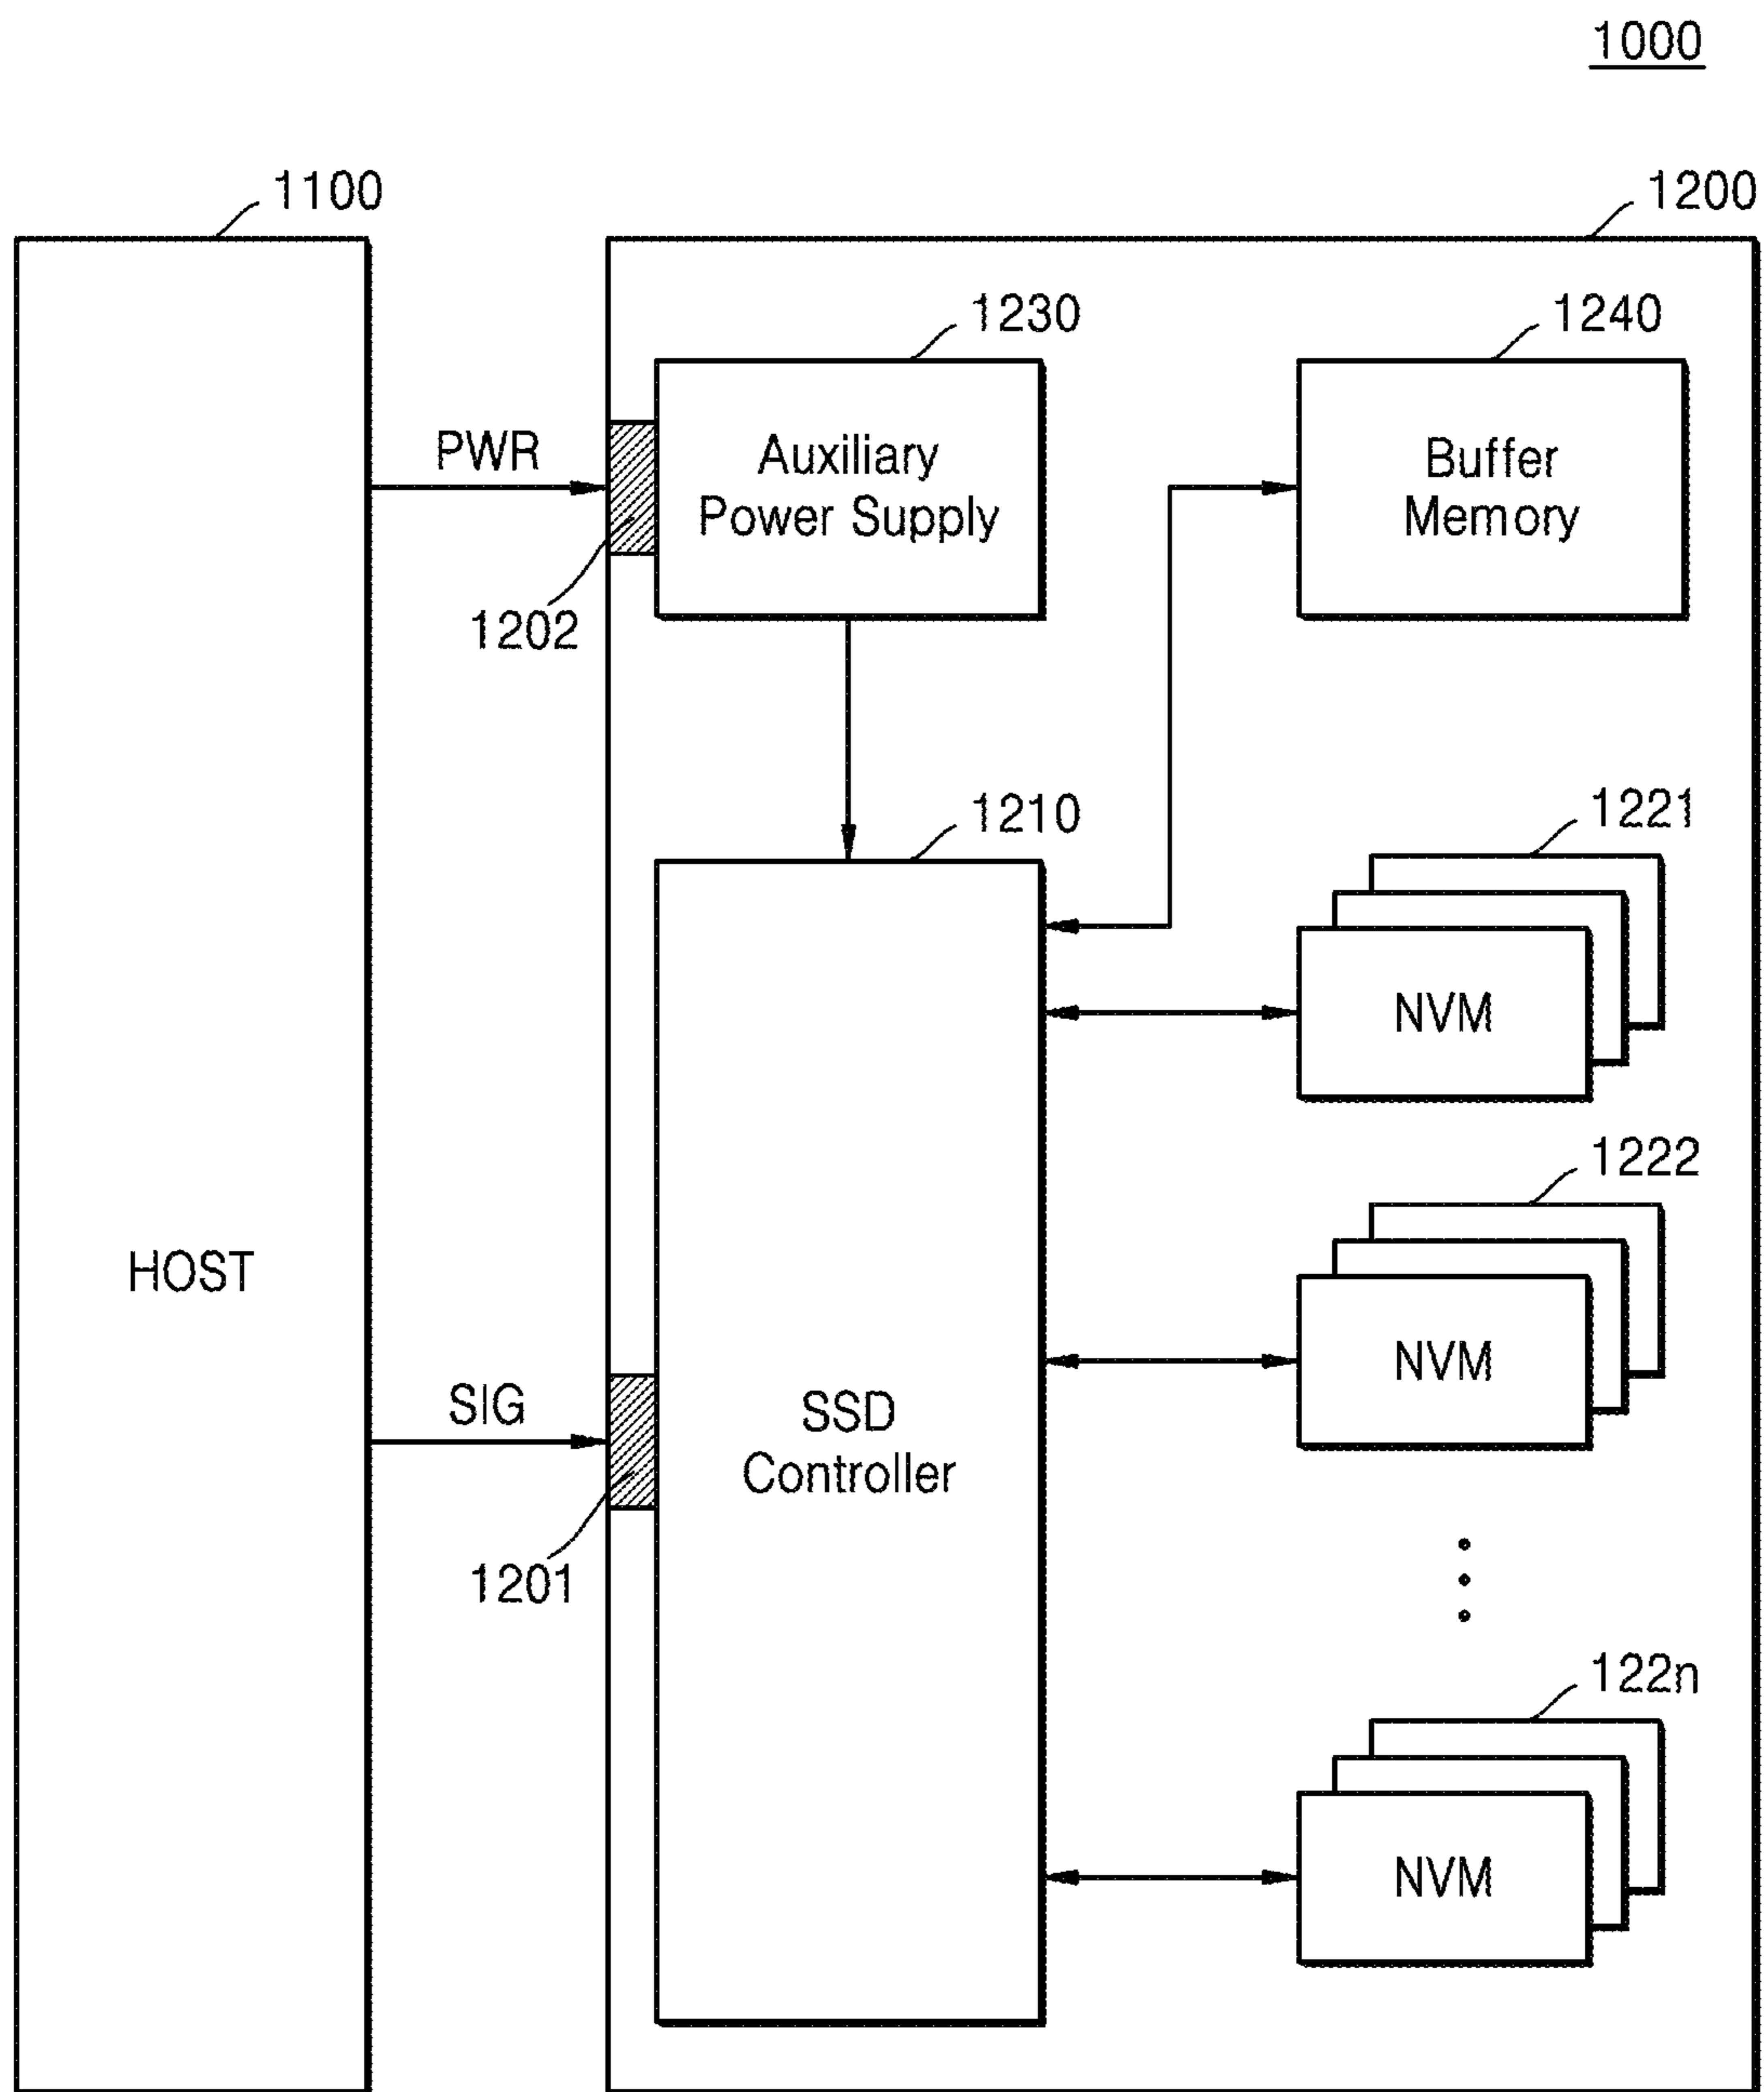 1000
1100
1200
1230
1240
PWR
Auxiliary
Power Supply
Buffer
Memory
1202
1210
1221
NVM
1222
HOST
NVM
SIG
SSD
Controller
1201
122n
NVM